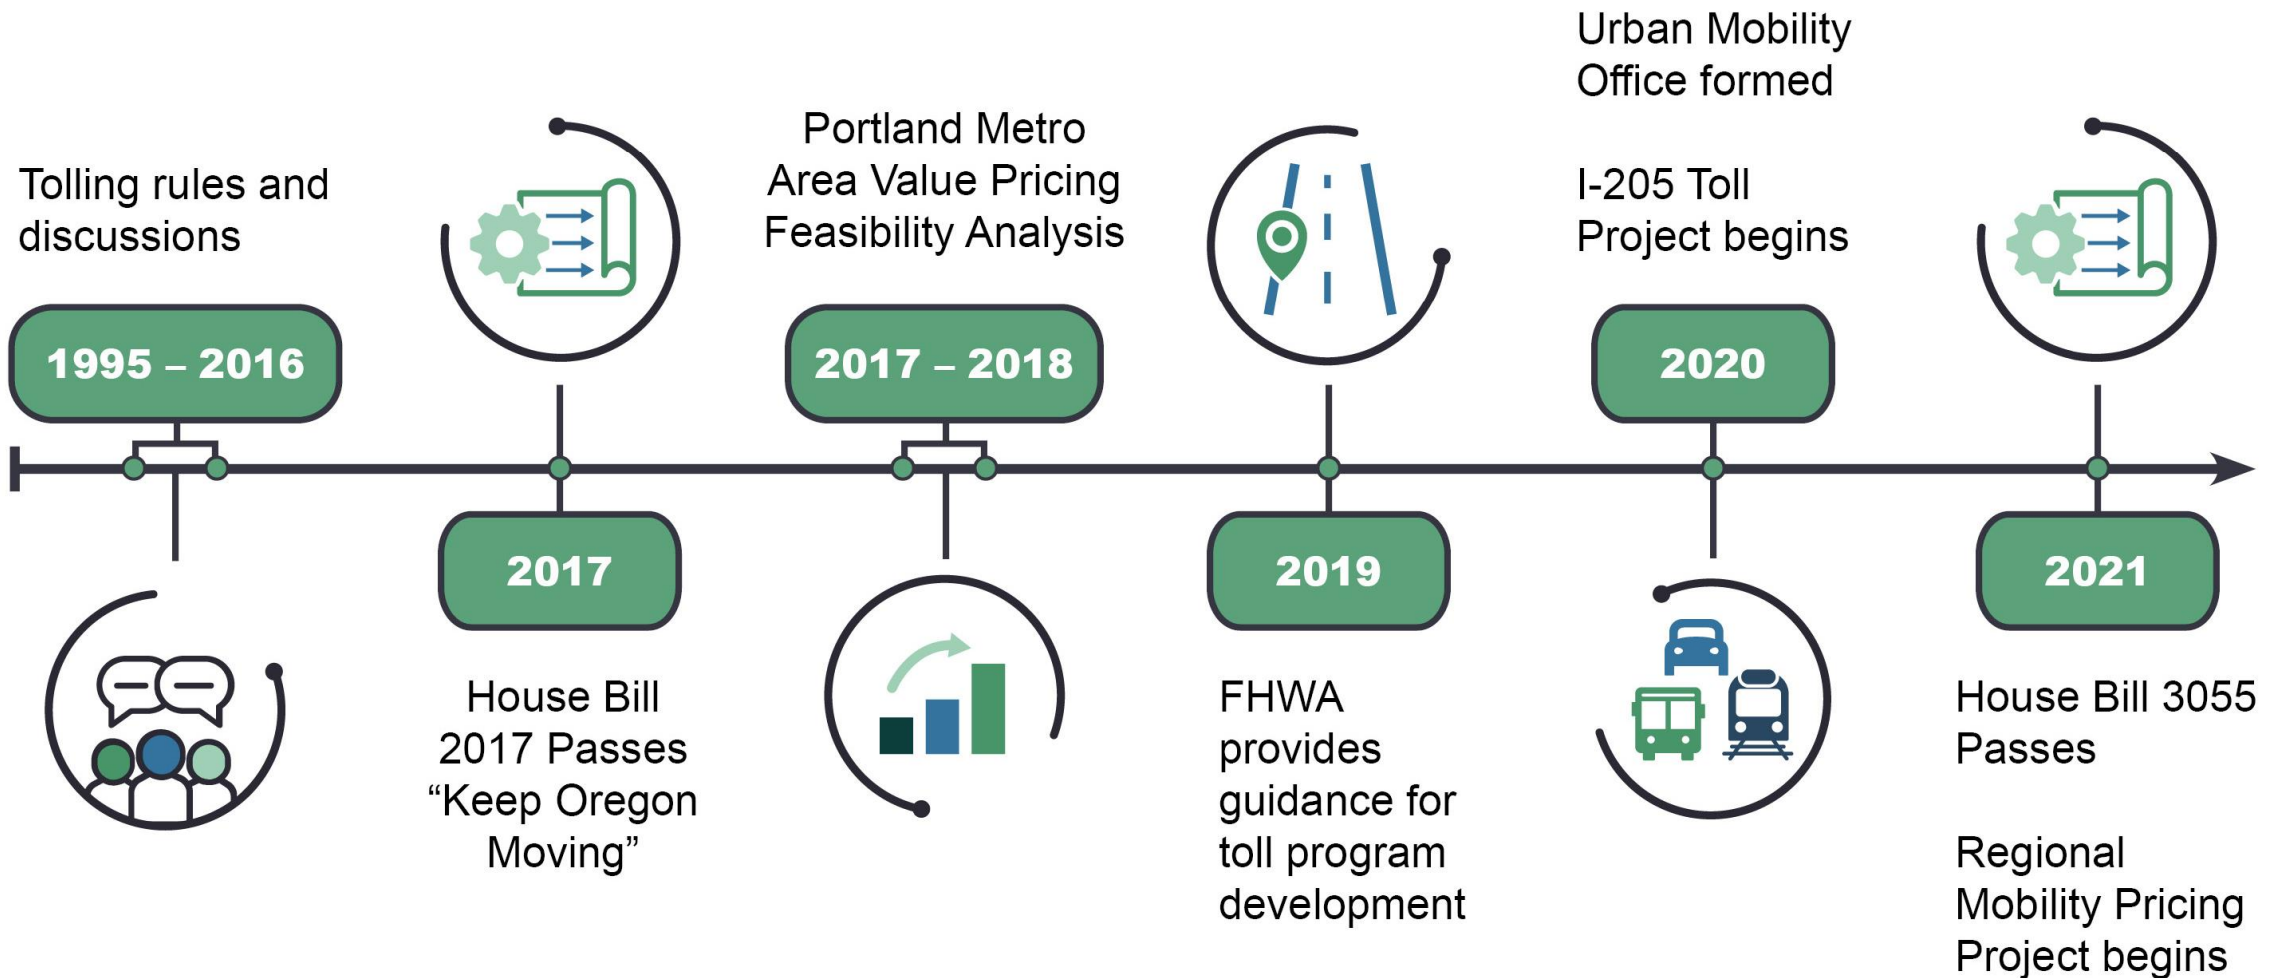 Tolling rules and
discussions
1995 – 2016
2017
House Bill
2017 Passes
“Keep Oregon
Moving”
Portland Metro
Area Value Pricing
Feasibility Analysis
2017 – 2018
2019
FHWA
provides
guidance for
toll program
development
Urban Mobility
Office formed
I-205 Toll
Project begins
2020
2021
House Bill 3055
Passes
Regional
Mobility Pricing
Project begins